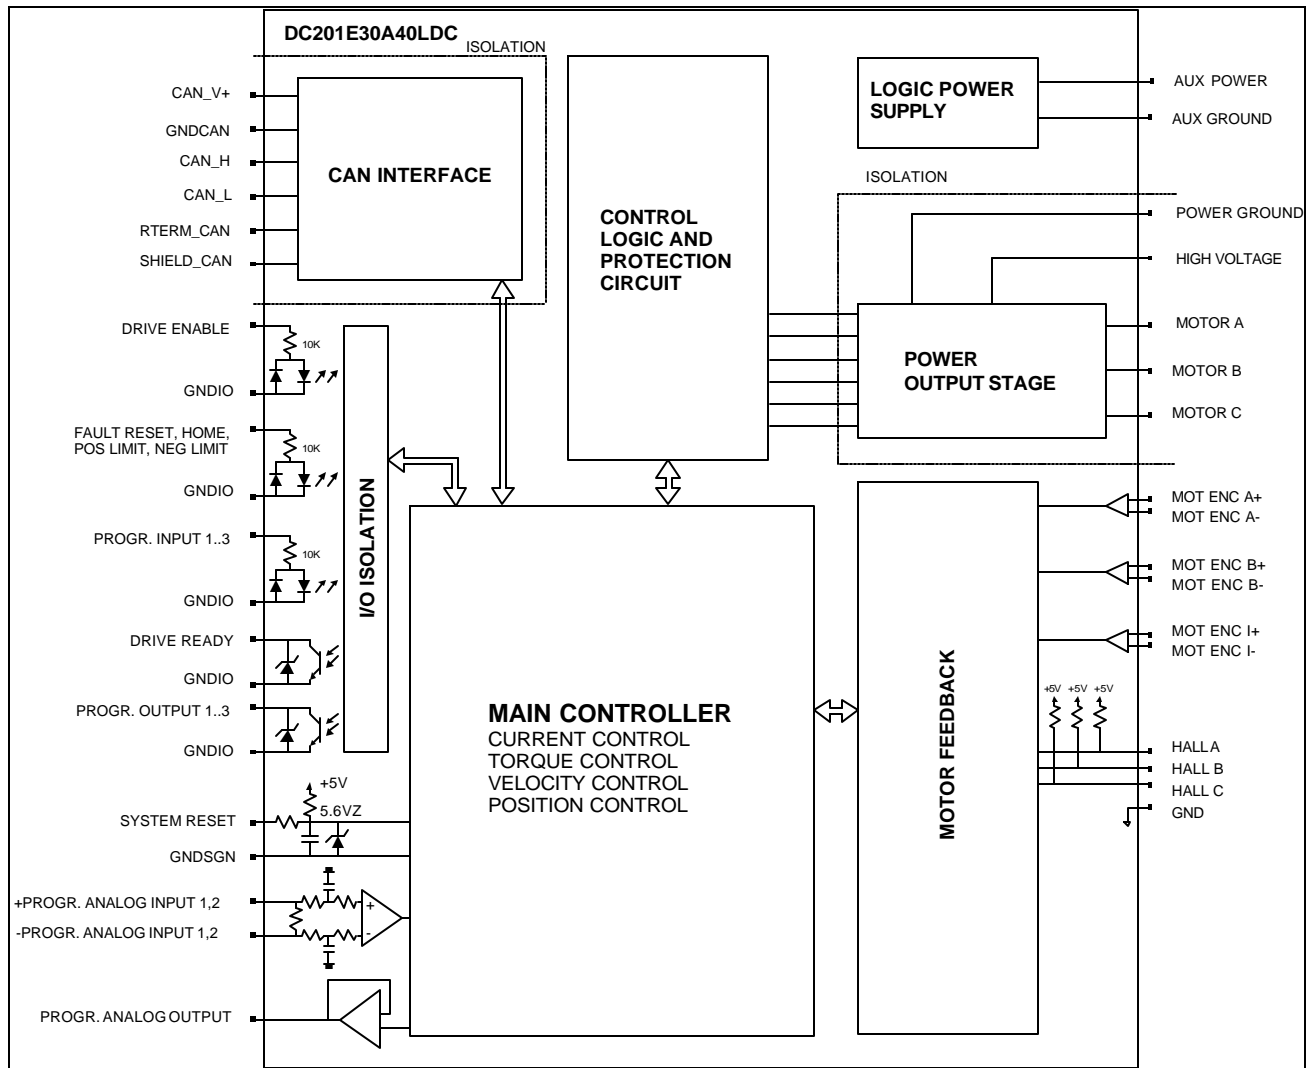 DC201E30A40LDC
ISOLATION
CAN_V+
GNDCAN
CAN_H
CAN_L
RTERM_CAN
SHIELD_CAN
CAN INTERFACE
CONTROL
LOGIC AND
PROTECTION
CIRCUIT
LOGIC POWER
SUPPLY
AUX POWER
AUX GROUND
ISOLATION
POWER GROUND
HIGH VOLTAGE
POWER
OUTPUT STAGE
MOTOR A
MOTOR B
MOTOR C
DRIVE ENABLE
10K
GNDIO
FAULT RESET, HOME,
POS LIMIT, NEG LIMIT
10K
GNDIO
PROGR. INPUT 1..3
10K
GNDIO
DRIVE READY
GNDIO
PROGR. OUTPUT 1..3
GNDIO
I/O ISOLATION
+5V
5.6VZ
SYSTEM RESET
GNDSGN
+PROGR. ANALOG INPUT 1,2
+
-PROGR. ANALOG INPUT 1,2
-
PROGR. ANALOG OUTPUT
MAIN CONTROLLER
CURRENT CONTROL
TORQUE CONTROL
VELOCITY CONTROL
POSITION CONTROL
MOTOR FEEDBACK
MOT ENC A+
MOT ENC A-
MOT ENC B+
MOT ENC B-
MOT ENC I+
MOT ENC I-
+5V +5V +5V
HALL A
HALL B
HALL C
GND